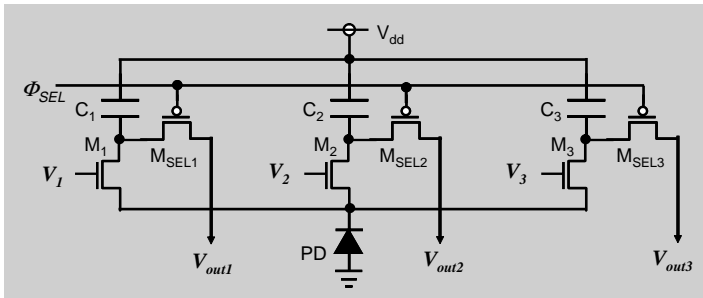 V_dd
Φ_SEL
C_1 C_2 C_3
M_1 M_SEL1 M_2 M_SEL2 M_3 M_SEL3
V_1 V_2 V_3
PD
V_out1 V_out2 V_out3